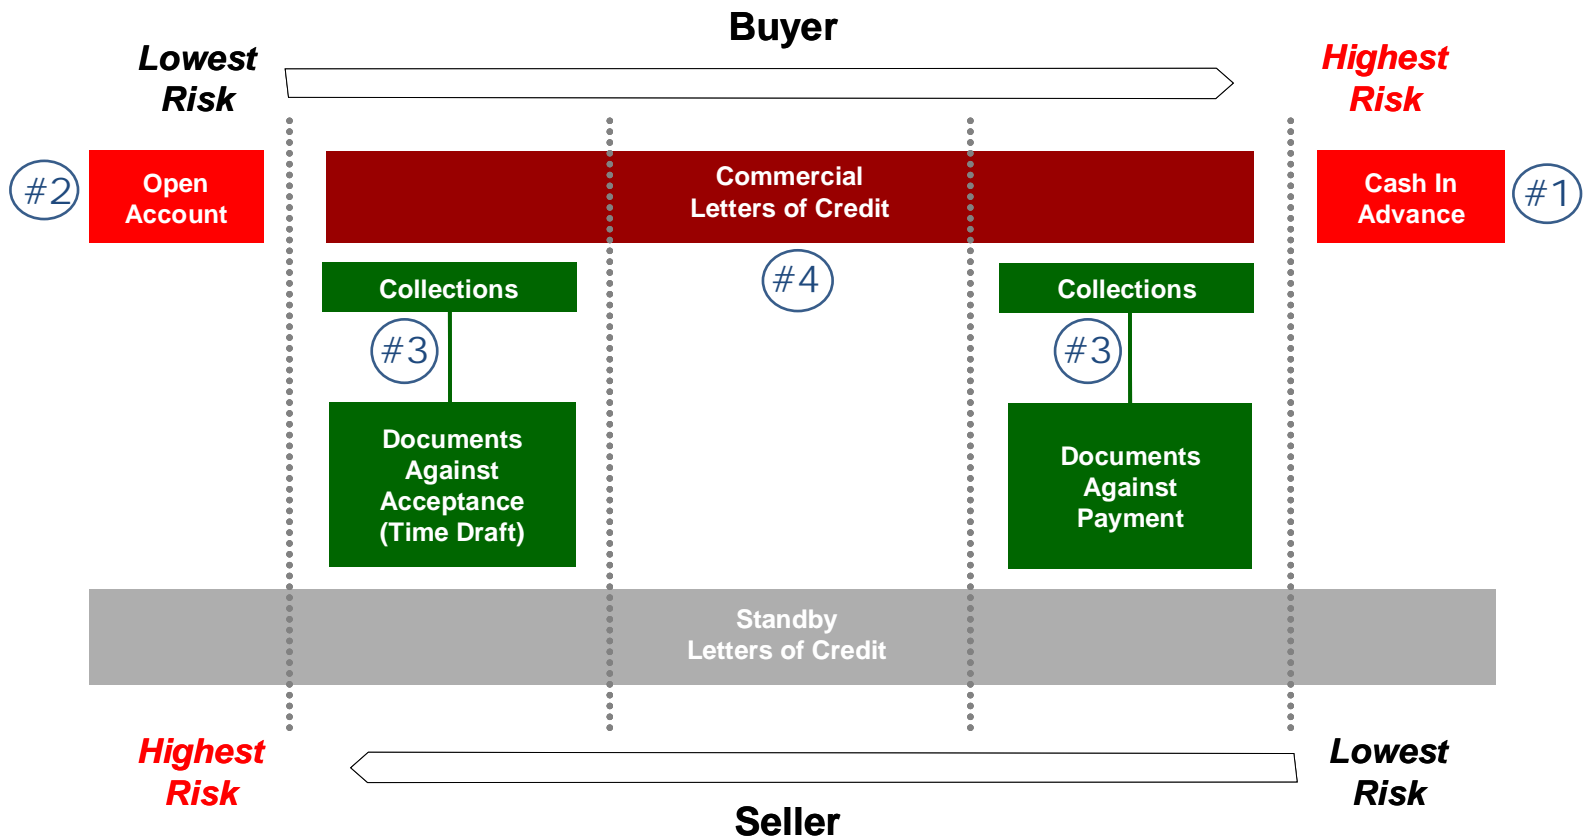 Buyer
Lowest
Risk
Highest
Risk
#2
Open
Account
Commercial
Letters of Credit
Cash In
Advance
#1
Collections
#4
Collections
#3
#3
Documents
Against
Acceptance
(Time Draft)
Documents
Against
Payment
Standby
Letters of Credit
Highest
Risk
Lowest
Risk
Seller